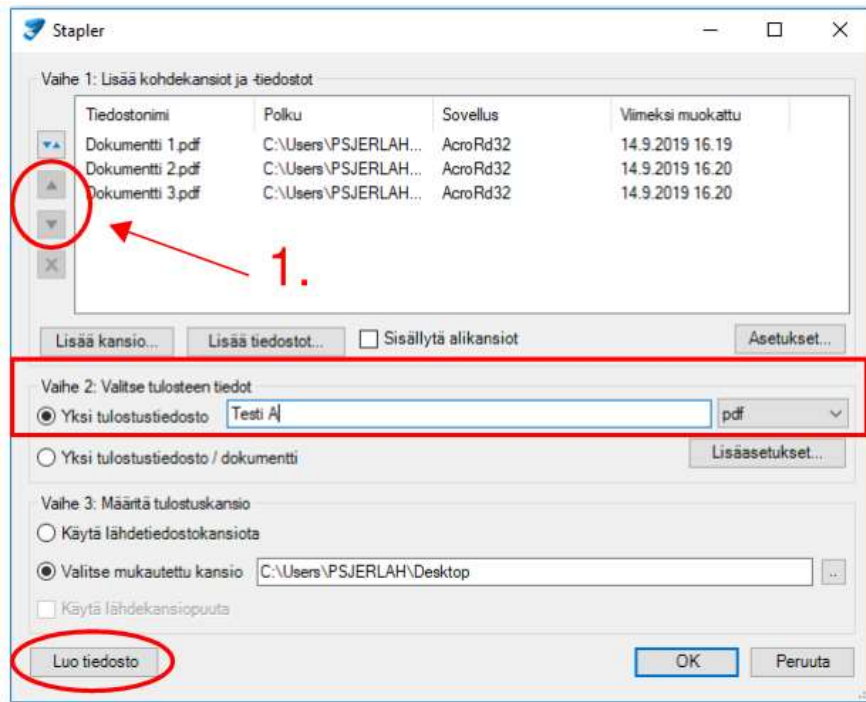 Stapler
Vaihe 1: Lisää kohdekansiot ja -tiedostot
Tiedostonimi Polku Sovellus Viimeksi muokattu
Dokumentti 1.pdf C:\Users\PSJERLAH... AcroRd32 14.9.2019 16.19
Dokumentti 2.pdf C:\Users\PSJERLAH... AcroRd32 14.9.2019 16.20
Dokumentti 3.pdf C:\Users\PSJERLAH... AcroRd32 14.9.2019 16.20
1.
Lisää kansio... Lisää tiedostot... Sisällytä alikansiot Asetukset...
Vaihe 2: Valitse tulosteen tiedot
Yksi tulostustiedosto Testi A pdf
Yksi tulostustiedosto / dokumentti Lisäasetukset...
Vaihe 3: Määritä tulostuskansio
Käytä lähdetiedostokansiota
Valitse mukautettu kansio C:\Users\PSJERLAH\Desktop ..
Käytä lähdekansiopuuta
Luo tiedosto OK Peruuta